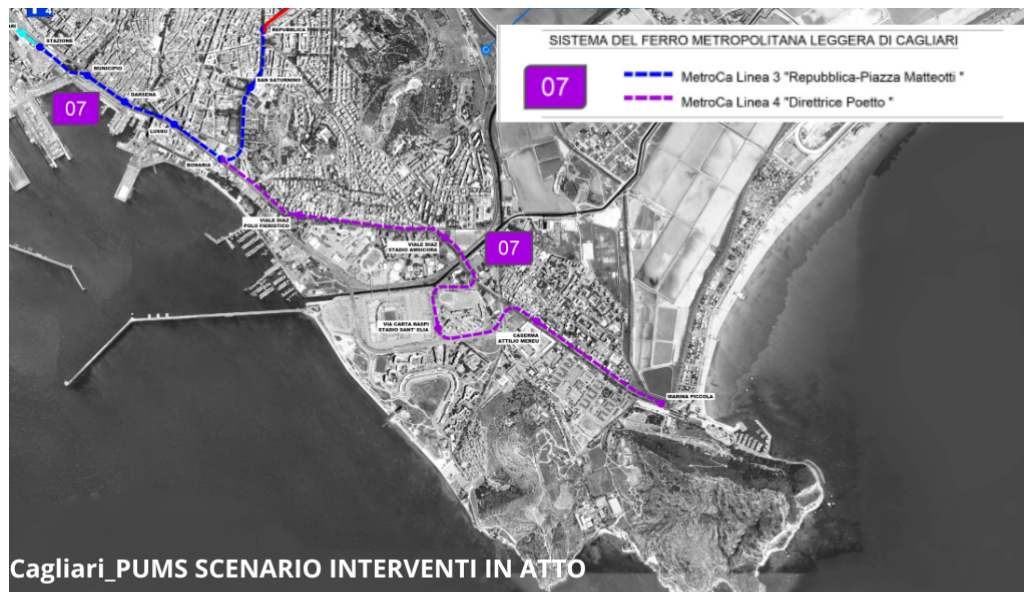 STAZIONE
MUNICIPIO
DARSENA
LUSSU
BONARIA
REPUBBLICA
SAN SATURNINO
07
SISTEMA DEL FERRO METROPOLITANA LEGGERA DI CAGLIARI
07
MetroCa Linea 3 "Repubblica-Piazza Matteotti "
MetroCa Linea 4 "Direttrice Poetto "
VIALE DIAZ
POLO FIERISTICO
VIALE DIAZ
STADIO AMSICORA
07
VIA CARTA RASPI
STADIO SANT' ELIA
CASERMA
ATTILIO MEREU
MARINA PICCOLA
Cagliari_PUMS SCENARIO INTERVENTI IN ATTO